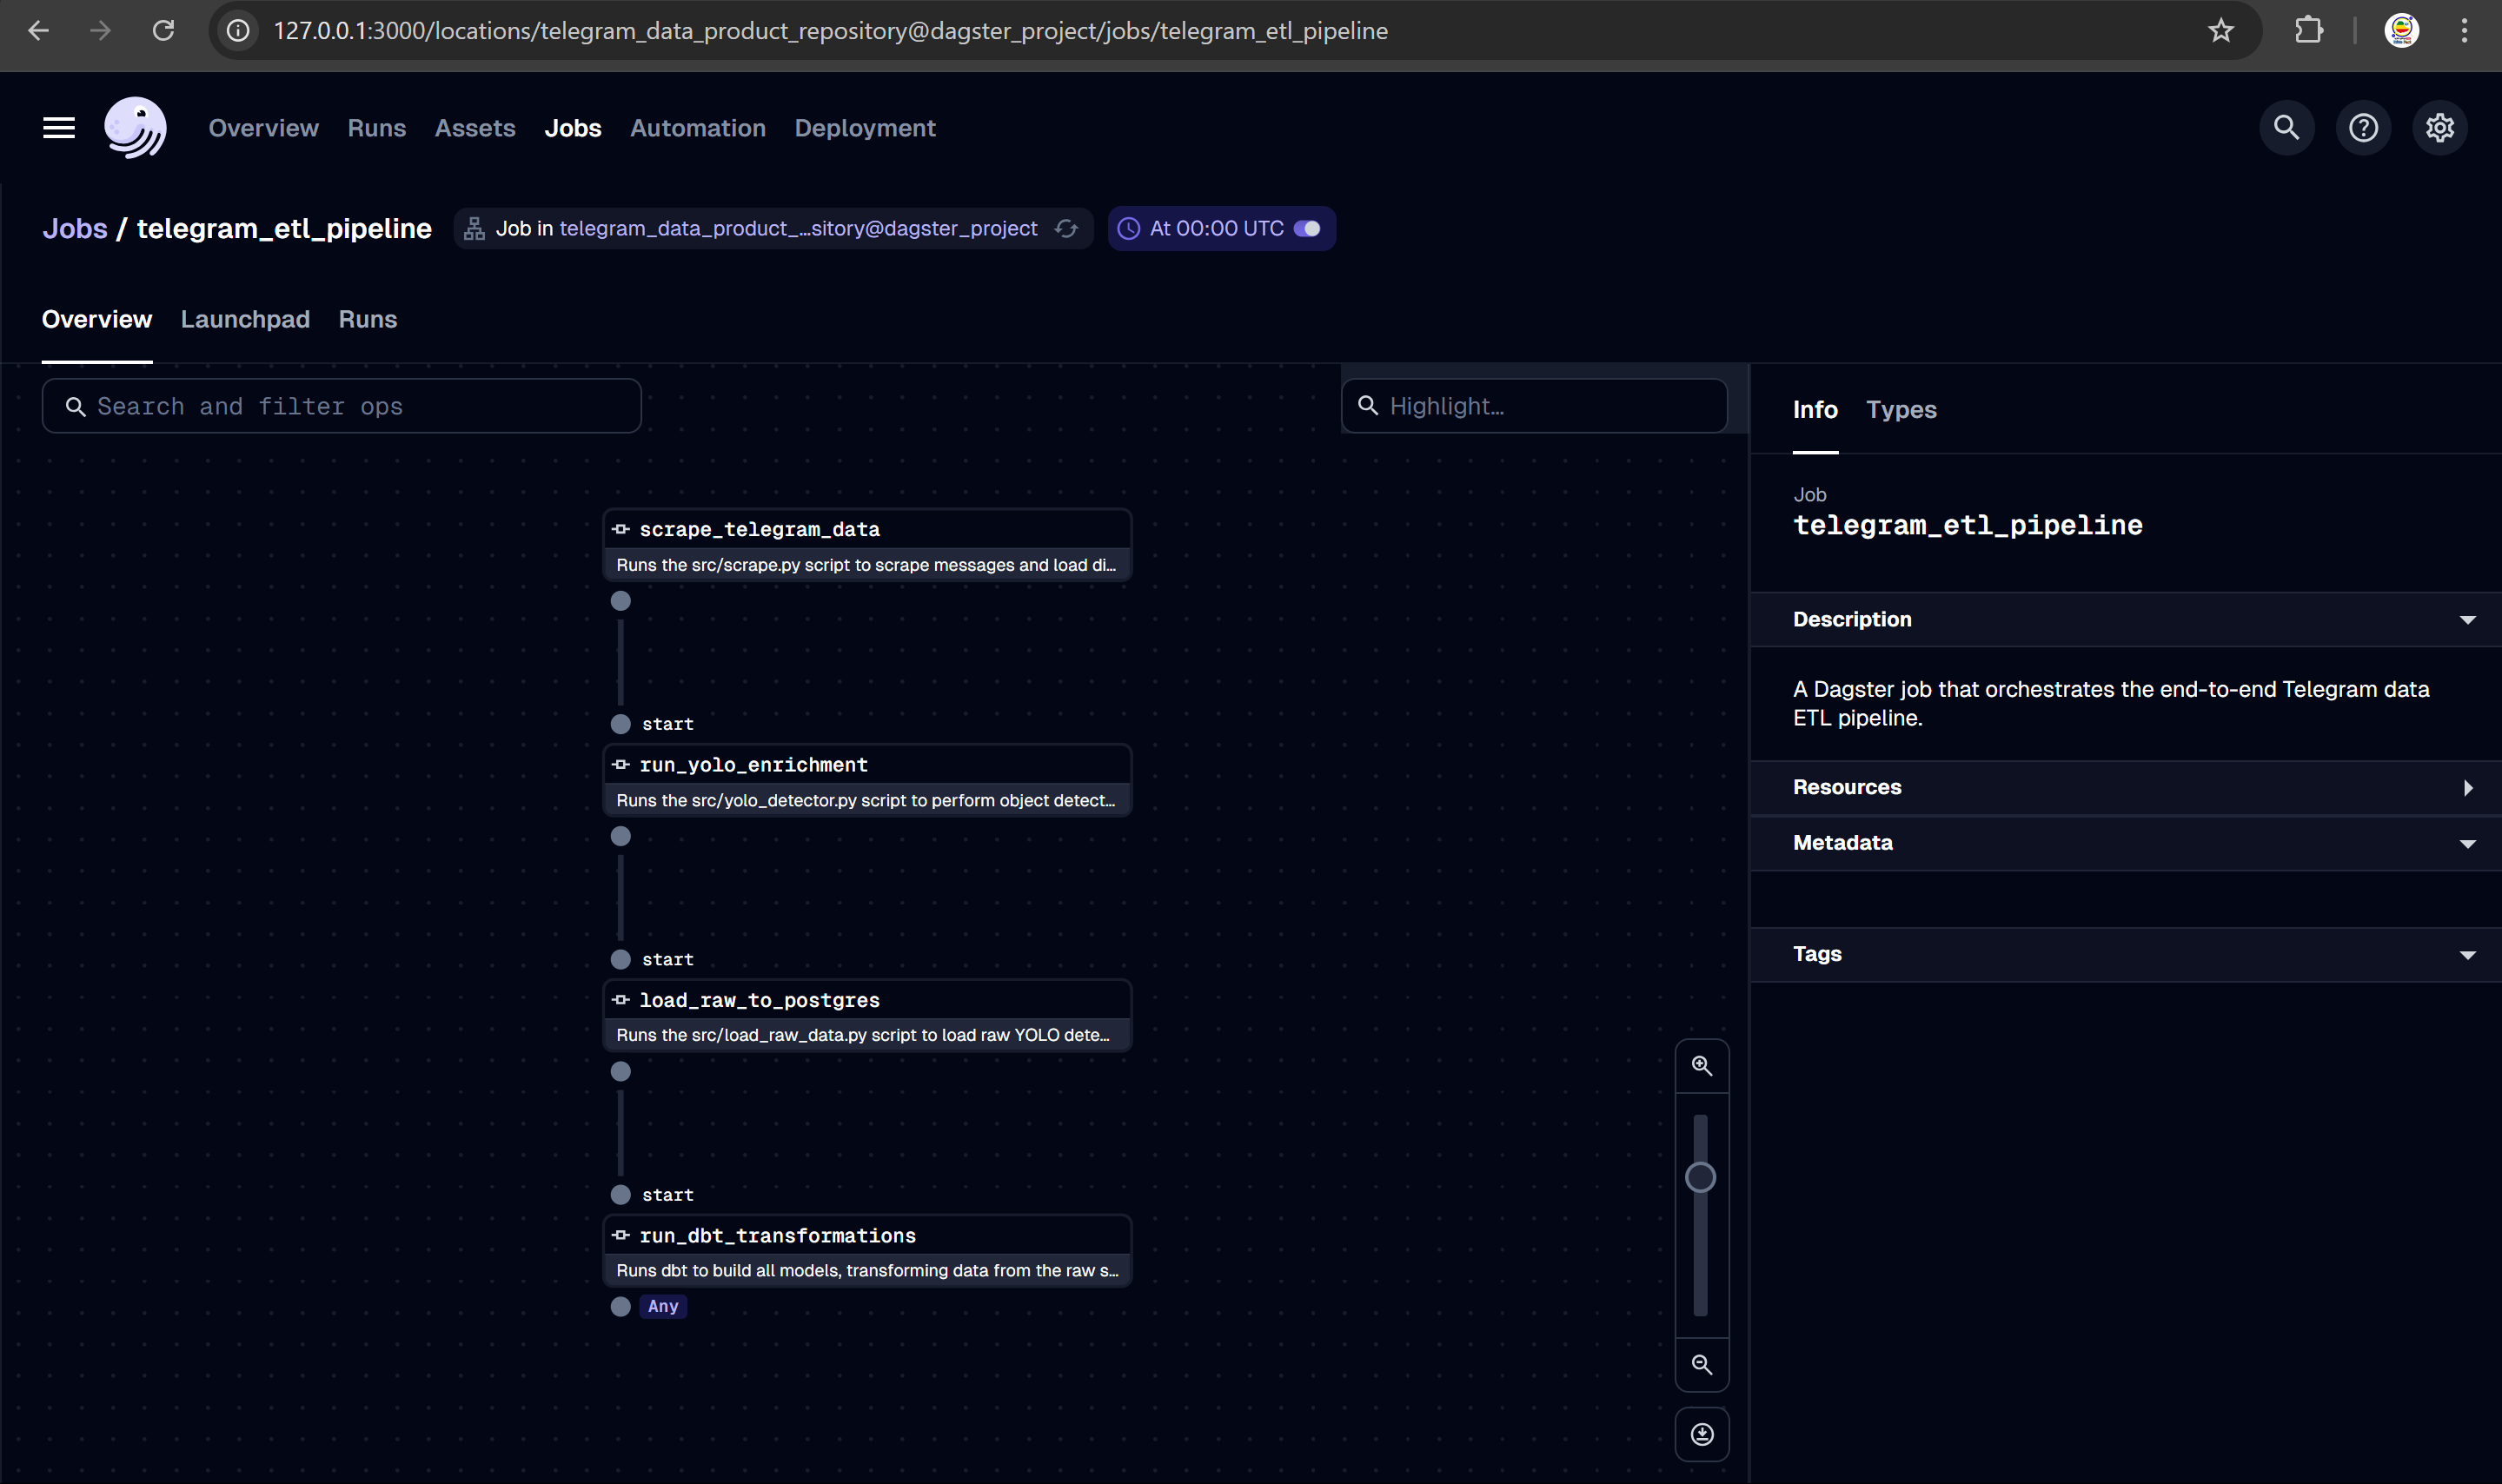 127.0.0.1:3000/locations/telegram_data_product_repository@dagster_project/jobs/telegram_etl_pipeline
Overview Runs Assets Jobs Automation Deployment
Jobs / telegram_etl_pipeline Job in telegram_data_product_...sitory@dagster_project At 00:00 UTC
Overview Launchpad Runs
Search and filter ops
Highlight...
Info Types
scrape_telegram_data
Runs the src/scrape.py script to scrape messages and load di...
start
run_yolo_enrichment
Runs the src/yolo_detector.py script to perform object detect...
start
load_raw_to_postgres
Runs the src/load_raw_data.py script to load raw YOLO dete...
start
run_dbt_transformations
Runs dbt to build all models, transforming data from the raw s...
Any
Job
telegram_etl_pipeline
Description
A Dagster job that orchestrates the end-to-end Telegram data
ETL pipeline.
Resources
Metadata
Tags